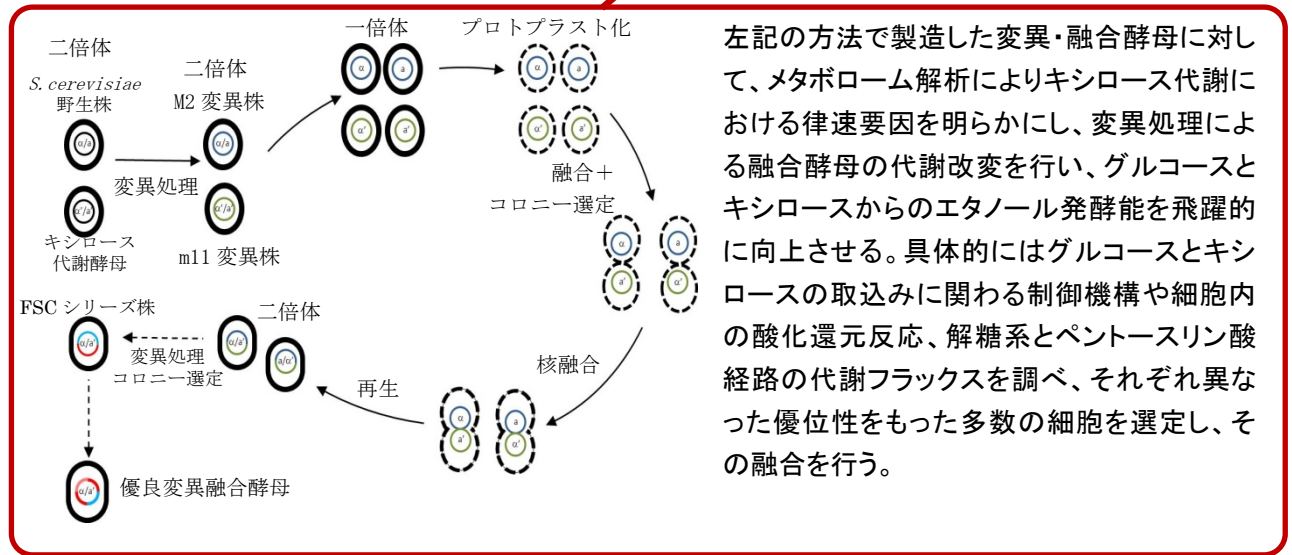 二倍体
S. cerevisiae
野生株
α/a
α'/a'
キシロース
代謝酵母
変異処理
二倍体
M2 変異株
α/a
α'/a'
m11 変異株
一倍体
α
a
α'
a'
プロトプラスト化
α
a
α'
a'
融合＋
コロニー選定
α
a
a'
α'
核融合
α
a
a'
α'
再生
二倍体
α/a'
a/α'
変異処理
コロニー選定
FSC シリーズ株
α/a'
α/a'
優良変異融合酵母
左記の方法で製造した変異・融合酵母に対し
て、メタボローム解析によりキシロース代謝に
おける律速要因を明らかにし、変異処理によ
る融合酵母の代謝改変を行い、グルコースと
キシロースからのエタノール発酵能を飛躍的
に向上させる。具体的にはグルコースとキシ
ロースの取込みに関わる制御機構や細胞内
の酸化還元反応、解糖系とペントースリン酸
経路の代謝フラックスを調べ、それぞれ異な
った優位性をもった多数の細胞を選定し、そ
の融合を行う。